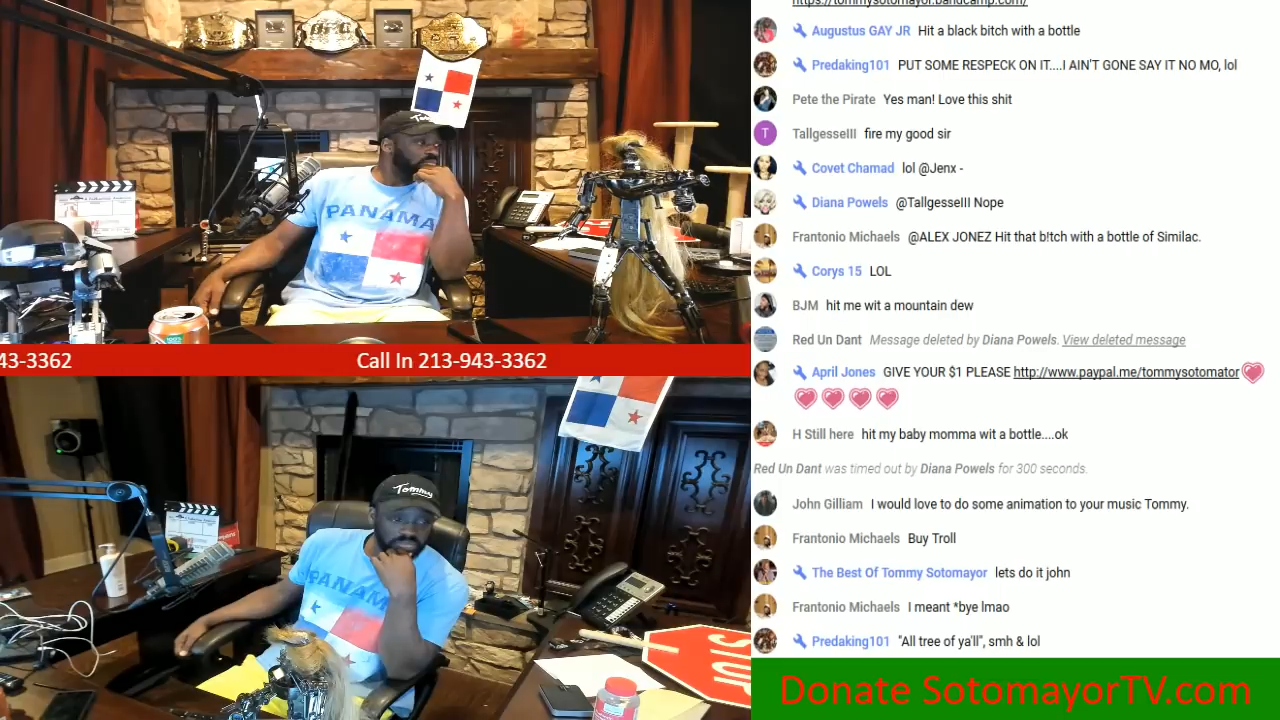 Tommy
PANAMA
43-3362
Call In 213-943-3362
Tommy
PANAMA
STOP
https://tommysotomayor.bandcamp.com/
Augustus GAY JR Hit a black bitch with a bottle
Predaking101 PUT SOME RESPECK ON IT....I AIN'T GONE SAY IT NO MO, lol
Pete the Pirate Yes man! Love this shit
T TallgesseIII fire my good sir
Covet Chamad lol @Jenx -
Diana Powels @TallgesseIII Nope
Frantonio Michaels @ALEX JONEZ Hit that b!tch with a bottle of Similac.
Corys 15 LOL
BJM hit me wit a mountain dew
Red Un Dant Message deleted by Diana Powels. View deleted message
April Jones GIVE YOUR $1 PLEASE http://www.paypal.me/tommysotomator
H Still here hit my baby momma wit a bottle....ok
Red Un Dant was timed out by Diana Powels for 300 seconds.
John Gilliam I would love to do some animation to your music Tommy.
Frantonio Michaels Buy Troll
The Best Of Tommy Sotomayor lets do it john
Frantonio Michaels I meant *bye lmao
Predaking101 "All tree of ya'll", smh & lol
Donate SotomayorTV.com